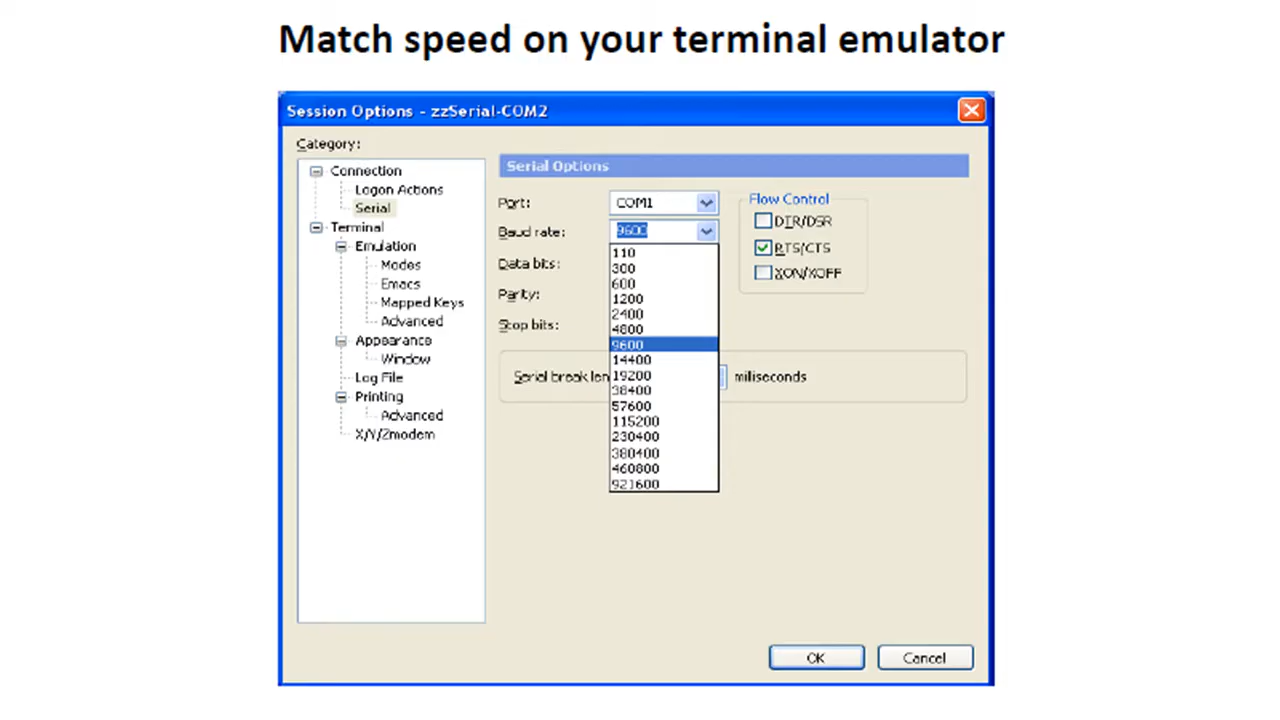 Match speed on your terminal emulator
Session Options - zzSerial-COM2
Category:
Connection
Logon Actions
Serial
Terminal
Emulation
Modes
Emacs
Mapped Keys
Advanced
Appearance
Window
Log File
Printing
Advanced
X/Y/Zmodem
Serial Options
Port:
COM1
Baud rate:
9600
110
300
600
1200
2400
4800
9600
14400
19200
38400
57600
115200
230400
380400
460800
921600
Data bits:
Parity:
Stop bits:
Flow Control
DTR/DSR
RTS/CTS
XON/XOFF
Serial break len
miliseconds
OK
Cancel